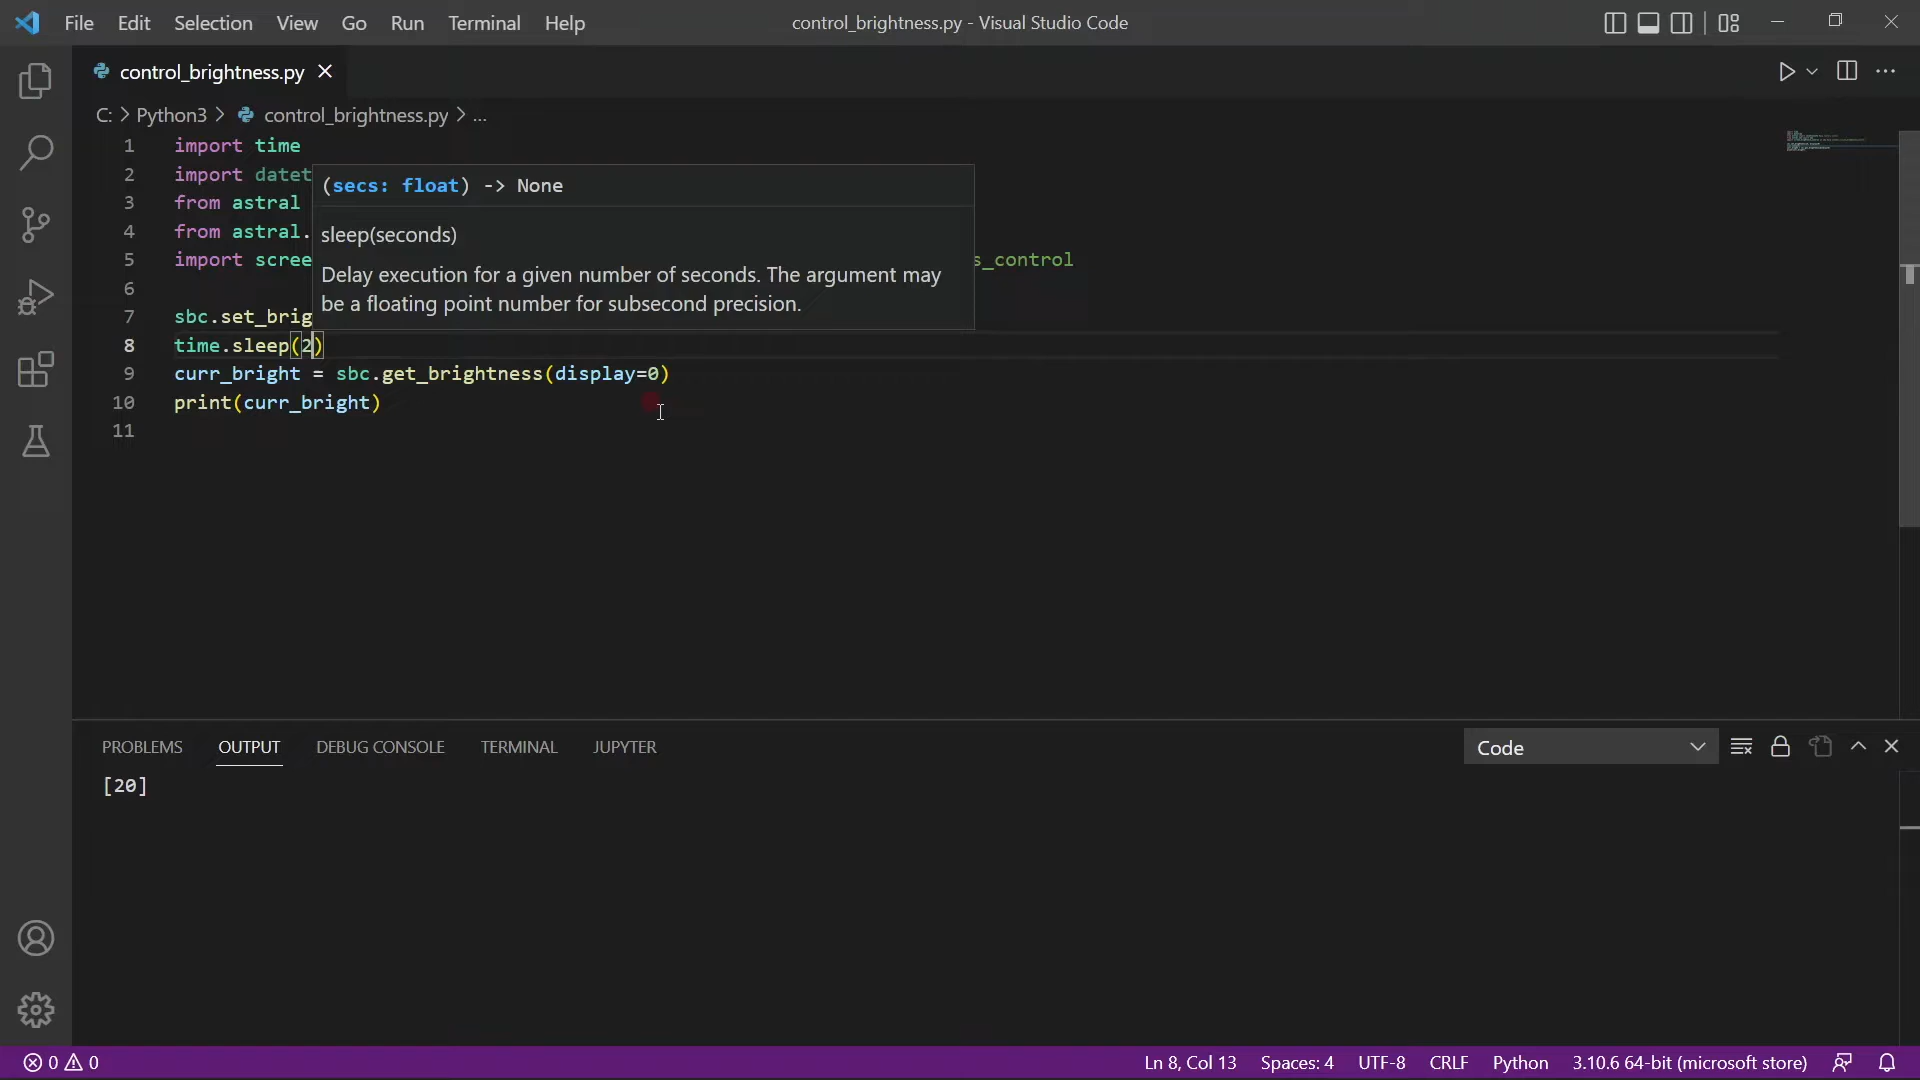 File Edit Selection View Go Run Terminal Help control_brightness.py - Visual Studio Code
control_brightness.py
C: > Python3 > control_brightness.py > ...
1 import time
2 import datet
(secs: float) -> None
3 from astral
4 from astral.
sleep(seconds)
5 import scree s_control
Delay execution for a given number of seconds. The argument may
be a floating point number for subsecond precision.
6
7 sbc.set_brig
8 time.sleep(2)
9 curr_bright = sbc.get_brightness(display=0)
10 print(curr_bright)
11
PROBLEMS OUTPUT DEBUG CONSOLE TERMINAL JUPYTER Code
[20]
0 0 Ln 8, Col 13 Spaces: 4 UTF-8 CRLF Python 3.10.6 64-bit (microsoft store)